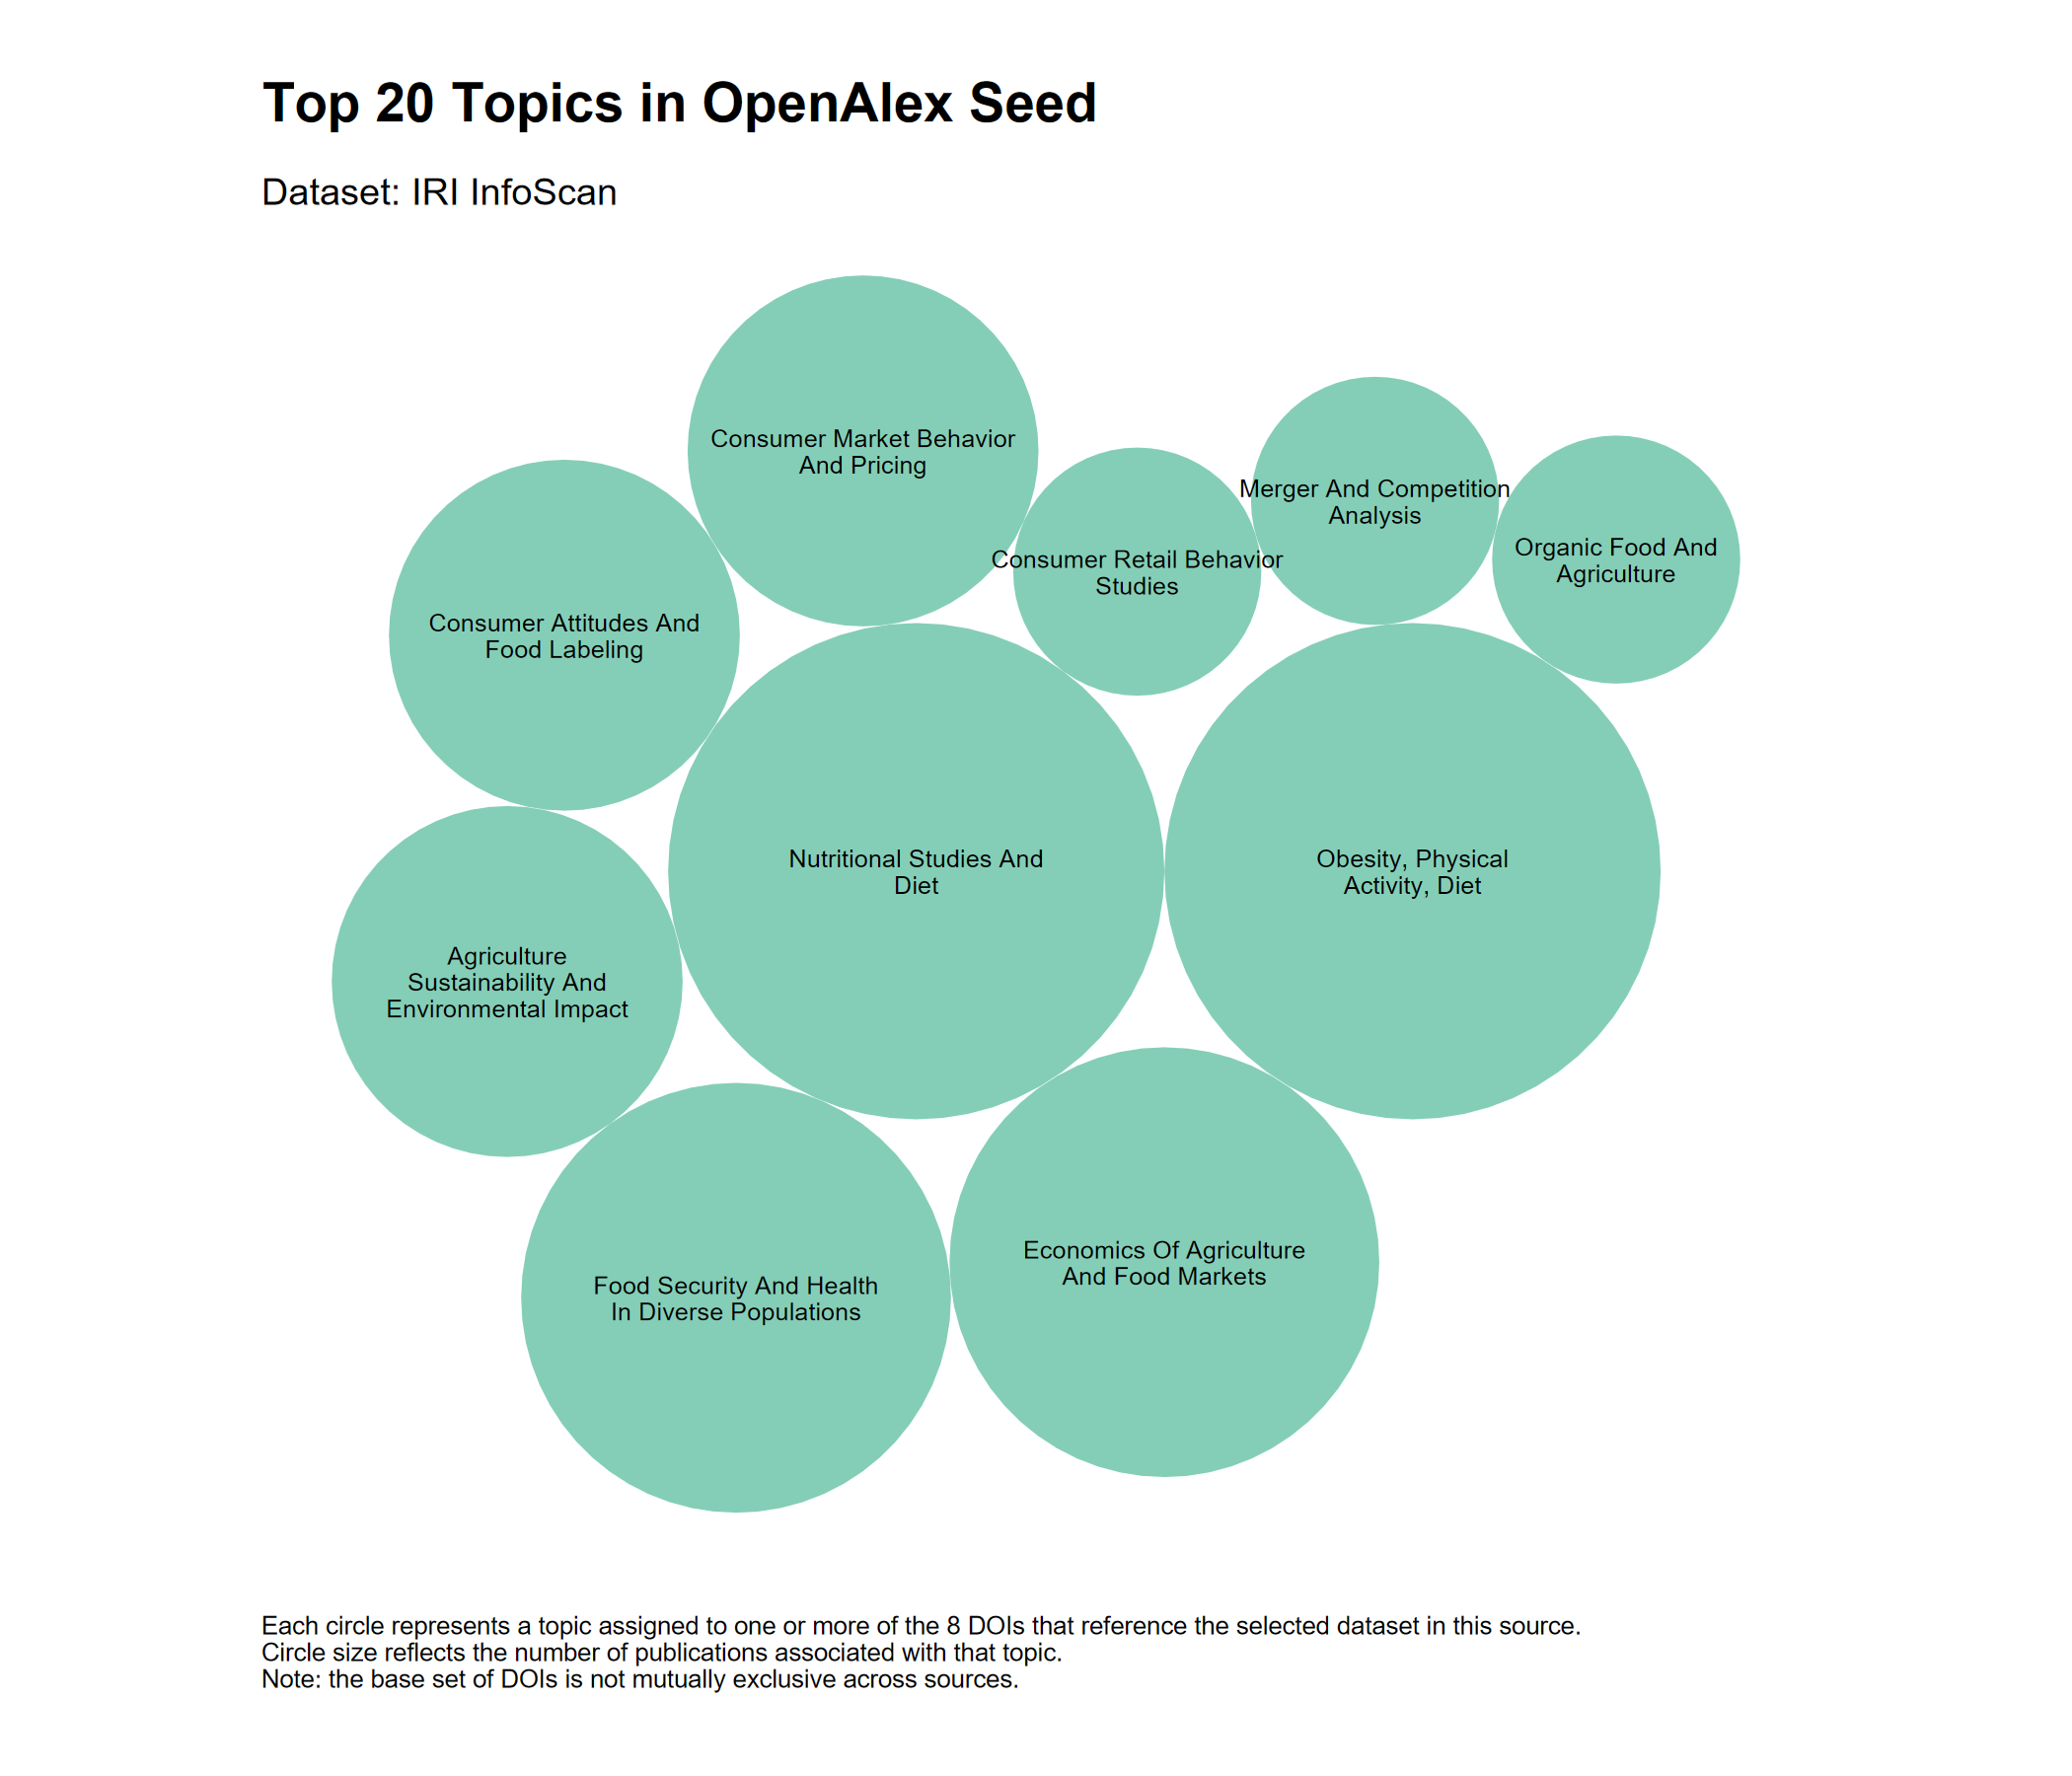 Top 20 Topics in OpenAlex Seed
Dataset: IRI InfoScan
Consumer Market Behavior
And Pricing
Merger And Competition
Analysis
Organic Food And
Agriculture
Consumer Retail Behavior
Studies
Consumer Attitudes And
Food Labeling
Nutritional Studies And
Diet
Obesity, Physical
Activity, Diet
Agriculture
Sustainability And
Environmental Impact
Economics Of Agriculture
And Food Markets
Food Security And Health
In Diverse Populations
Each circle represents a topic assigned to one or more of the 8 DOIs that reference the selected dataset in this source.
Circle size reflects the number of publications associated with that topic.
Note: the base set of DOIs is not mutually exclusive across sources.